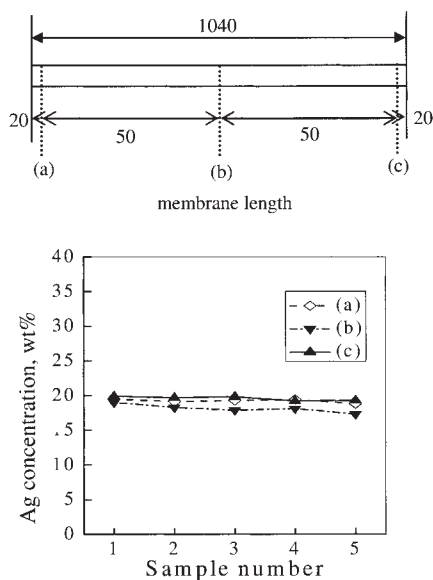 1040
20
50
50
20
(a)
(b)
(c)
membrane length
40
35
30
25
20
15
10
5
0
Ag concentration, wt%
(a)
(b)
(c)
1 2 3 4 5
Sample number